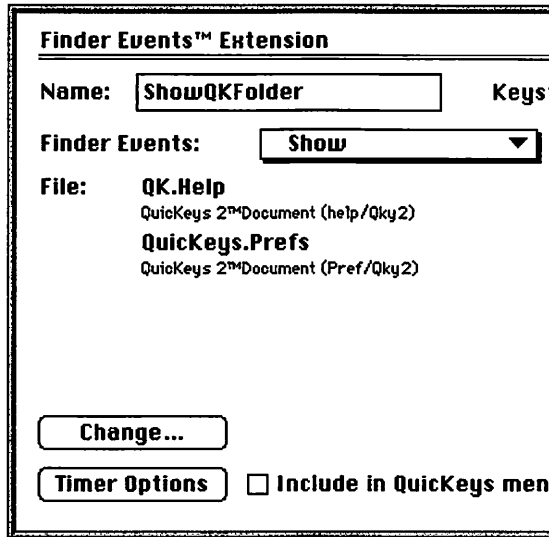 Finder Events™ Extension
Name: ShowQKFolder Keys
Finder Events: Show
File: QK.Help
QuicKeys 2™Document (help/Qky2)
QuicKeys.Prefs
QuicKeys 2™Document (Pref/Qky2)
Change...
Timer Options Include in QuicKeys men